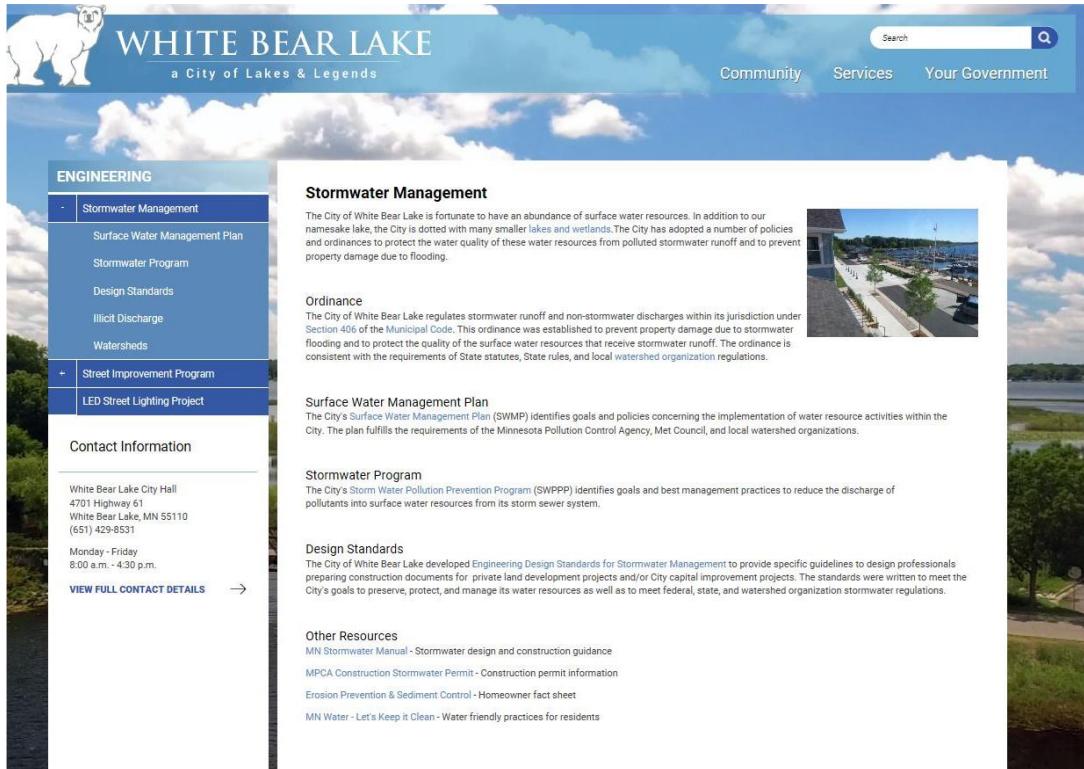 WHITE BEAR LAKE
a City of Lakes & Legends
Search
Community
Services
Your Government
ENGINEERING
- Stormwater Management
Surface Water Management Plan
Stormwater Program
Design Standards
Illicit Discharge
Watersheds
+ Street Improvement Program
LED Street Lighting Project
Contact Information
White Bear Lake City Hall
4701 Highway 61
White Bear Lake, MN 55110
(651) 429-8531
Monday - Friday
8:00 a.m. - 4:30 p.m.
VIEW FULL CONTACT DETAILS →
Stormwater Management
The City of White Bear Lake is fortunate to have an abundance of surface water resources. In addition to our
namesake lake, the City is dotted with many smaller lakes and wetlands.The City has adopted a number of policies
and ordinances to protect the water quality of these water resources from polluted stormwater runoff and to prevent
property damage due to flooding.
Ordinance
The City of White Bear Lake regulates stormwater runoff and non-stormwater discharges within its jurisdiction under
Section 406 of the Municipal Code. This ordinance was established to prevent property damage due to stormwater
flooding and to protect the quality of the surface water resources that receive stormwater runoff. The ordinance is
consistent with the requirements of State statutes, State rules, and local watershed organization regulations.
Surface Water Management Plan
The City's Surface Water Management Plan (SWMP) identifies goals and policies concerning the implementation of water resource activities within the
City. The plan fulfills the requirements of the Minnesota Pollution Control Agency, Met Council, and local watershed organizations.
Stormwater Program
The City's Storm Water Pollution Prevention Program (SWPPP) identifies goals and best management practices to reduce the discharge of
pollutants into surface water resources from its storm sewer system.
Design Standards
The City of White Bear Lake developed Engineering Design Standards for Stormwater Management to provide specific guidelines to design professionals
preparing construction documents for private land development projects and/or City capital improvement projects. The standards were written to meet the
City's goals to preserve, protect, and manage its water resources as well as to meet federal, state, and watershed organization stormwater regulations.
Other Resources
MN Stormwater Manual - Stormwater design and construction guidance
MPCA Construction Stormwater Permit - Construction permit information
Erosion Prevention & Sediment Control - Homeowner fact sheet
MN Water - Let's Keep it Clean - Water friendly practices for residents